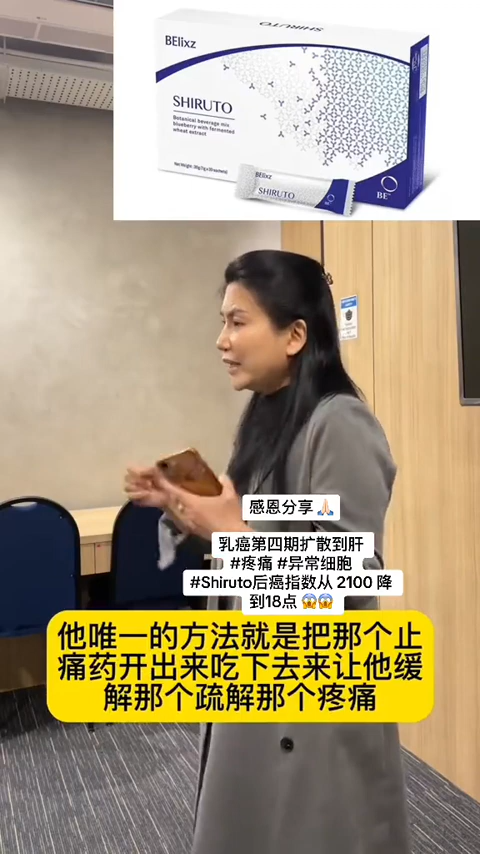 SHIRUTO
BElixz
SHIRUTO
Botanical beverage mix
blueberry with fermented
wheat extract
BElixz
SHIRUTO
BE
感恩分享🙏🏻
乳癌第四期扩散到肝
#疼痛 #异常细胞
#Shiruto后癌指数从 2100 降
到18点 😱😱
他唯一的方法就是把那个止
痛药开出来吃下去来让他缓
解那个疏解那个疼痛